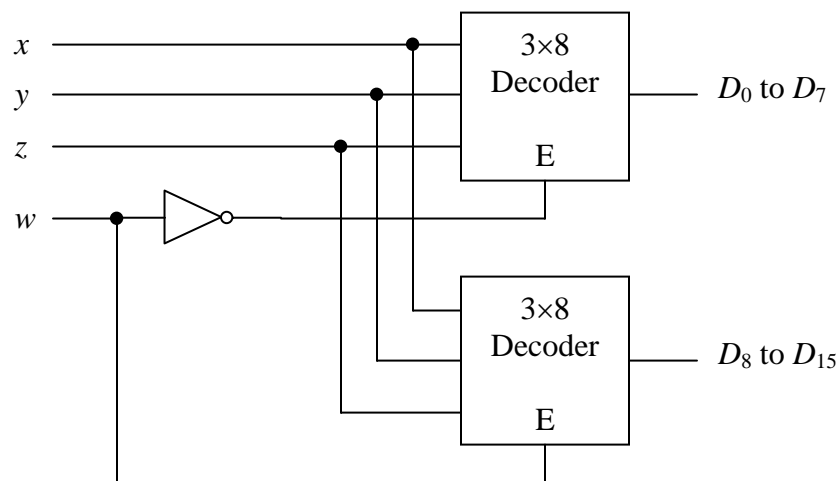 x
3×8
Decoder
y
D₀ to D₇
z
E
w
3×8
Decoder
D₈ to D₁₅
E